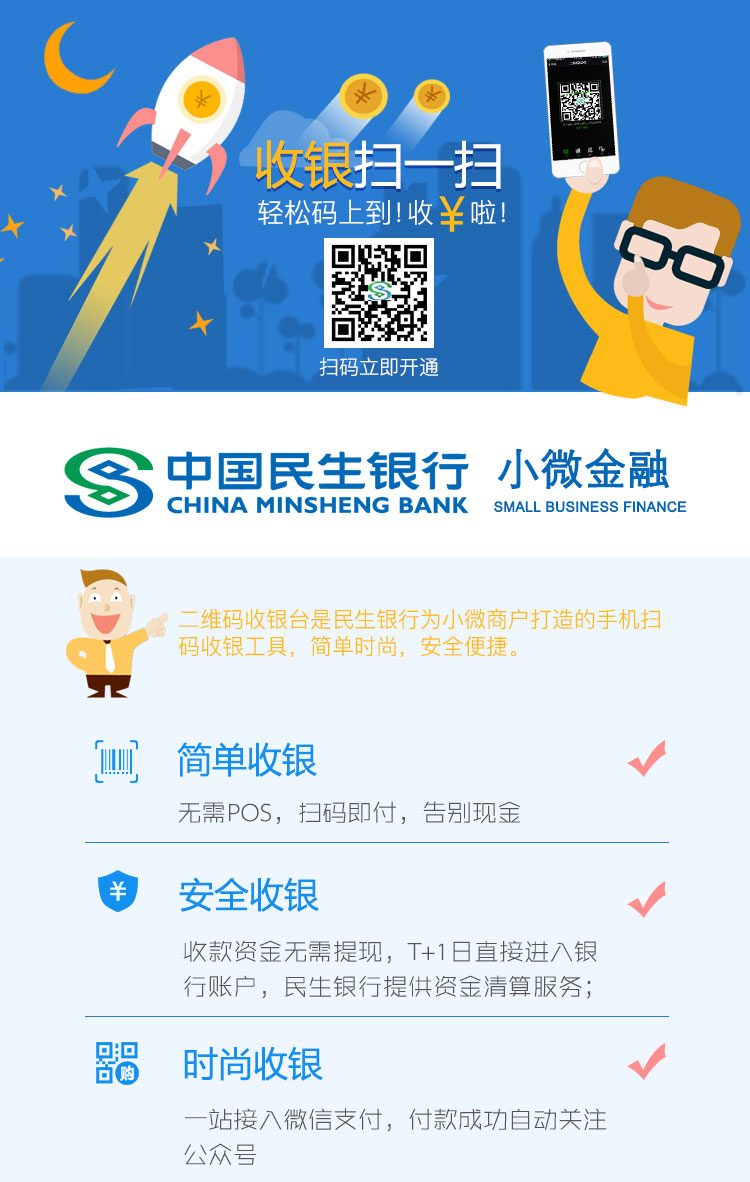 收银扫一扫
轻松码上到!收¥啦!
扫码立即开通
中国民生银行 小微金融
CHINA MINSHENG BANK SMALL BUSINESS FINANCE
二维码收银台是民生银行为小微商户打造的手机扫
码收银工具，简单时尚，安全便捷。
简单收银
无需POS，扫码即付，告别现金
安全收银
收款资金无需提现，T+1日直接进入银
行账户，民生银行提供资金清算服务；
时尚收银
购
一站接入微信支付，付款成功自动关注
公众号